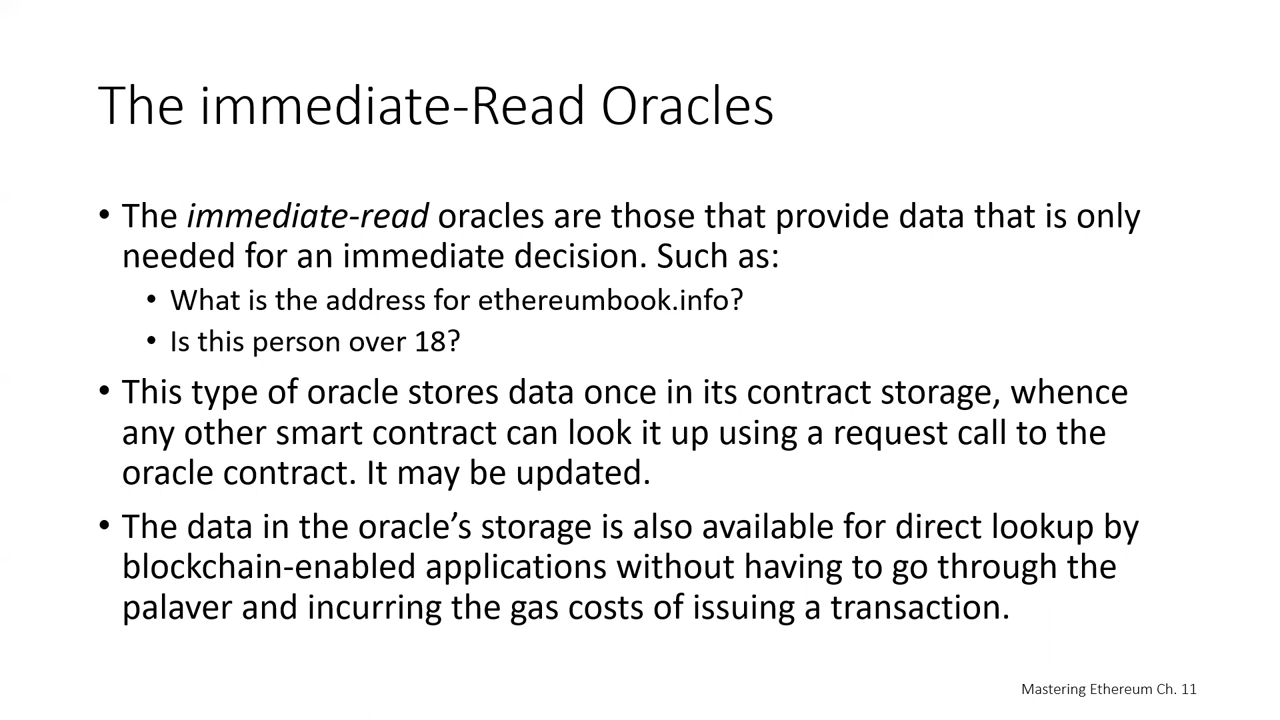 The immediate-Read Oracles
• The immediate-read oracles are those that provide data that is only
needed for an immediate decision. Such as:
• What is the address for ethereumbook.info?
• Is this person over 18?
• This type of oracle stores data once in its contract storage, whence
any other smart contract can look it up using a request call to the
oracle contract. It may be updated.
• The data in the oracle’s storage is also available for direct lookup by
blockchain-enabled applications without having to go through the
palaver and incurring the gas costs of issuing a transaction.
Mastering Ethereum Ch. 11